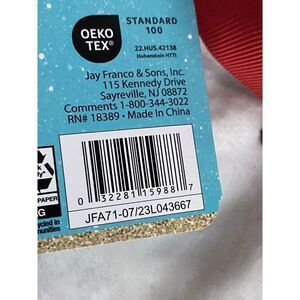 OEKO
TEX®
STANDARD
100
22.HUS.42138
Hohenstein HTTI
Jay Franco & Sons, Inc.
115 Kennedy Drive
Sayreville, NJ 08872
Comments 1-800-344-3022
RN# 18389 • Made In China
PAPER
0 32281 15988 7
JFA71-07/23L043667